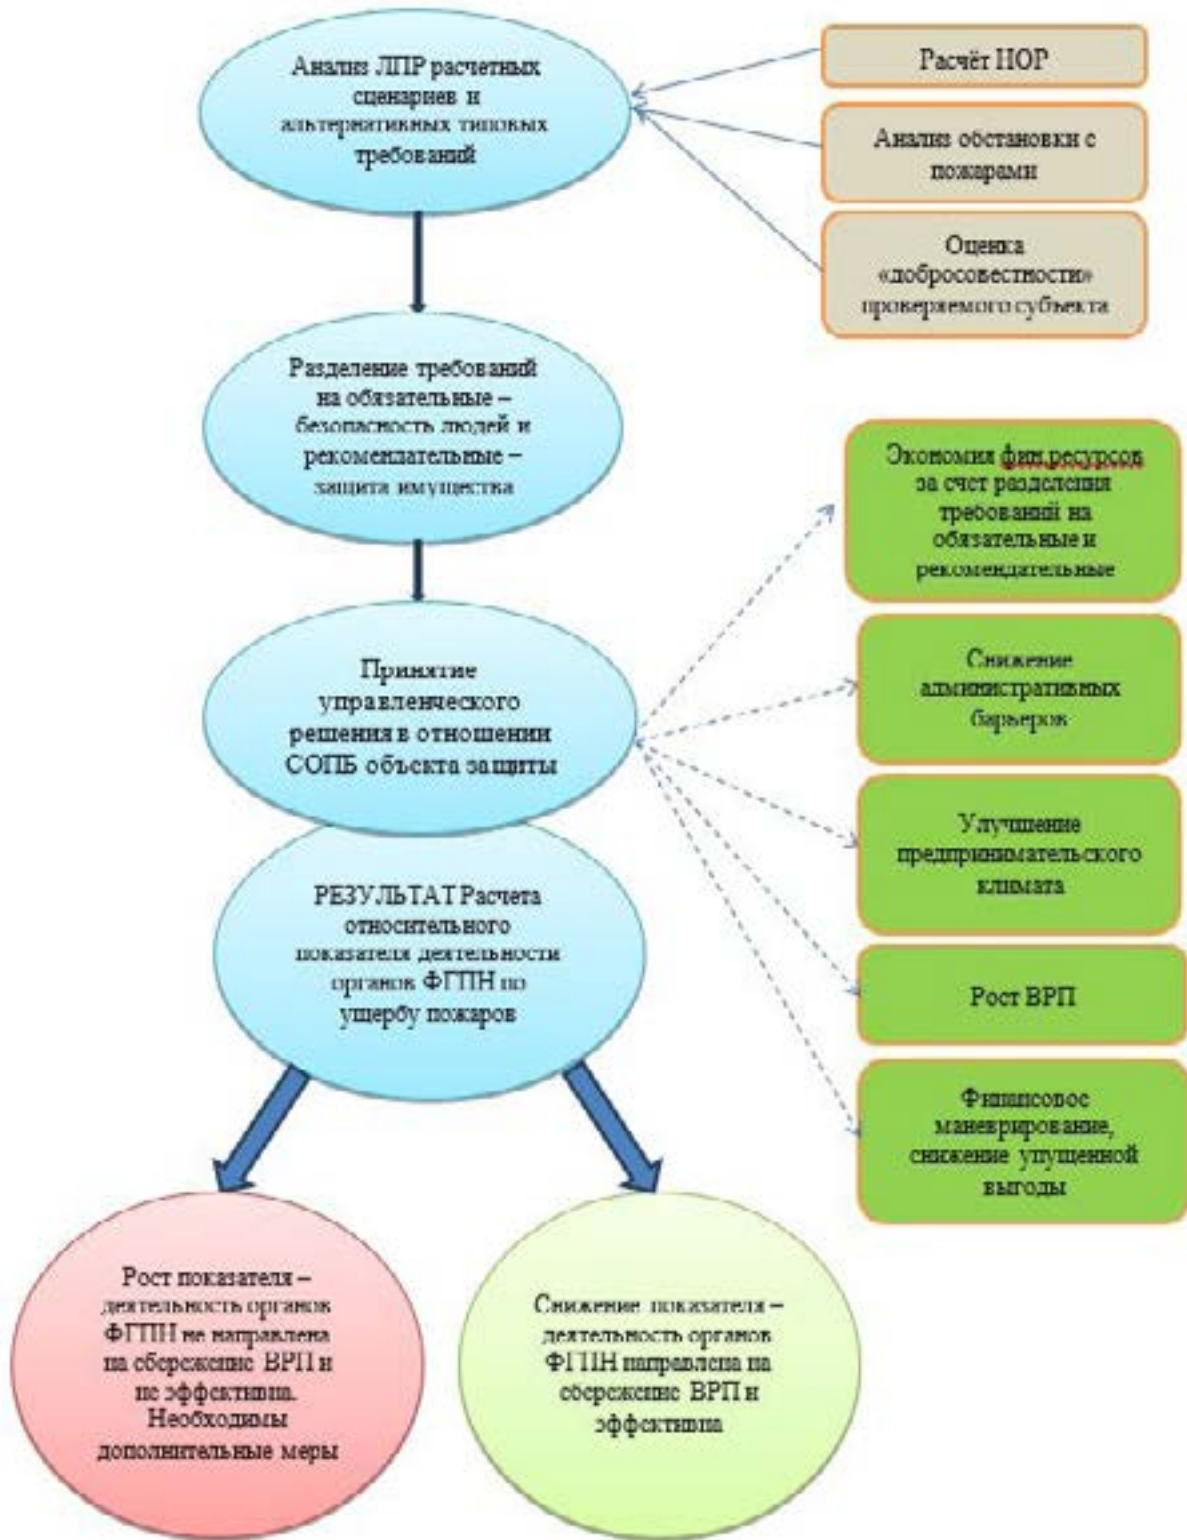 Анализ ЛПР расчетных
сценариев и
альтернативных типовых
требований
Расчёт НОР
Анализ обстановки с
пожарами
Оценка
«добросовестности»
проверяемого субъекта
Разделение требований
на обязательные –
безопасность людей и
рекомендательные –
защита имущества
Принятие
управленческого
решения в отношении
СОПБ объекта защиты
Экономия фин.ресурсов
за счет разделения
требований на
обязательные и
рекомендательные
Снижение
административных
барьеров
Улучшение
предпринимательского
климата
Рост ВРП
Финансовое
маневрирование,
снижение упущенной
выгоды
РЕЗУЛЬТАТ Расчета
относительного
показателя деятельности
органов ФГПН по
ущербу пожаров
Рост показателя –
деятельность органов
ФГПН не направлена
на сбережение ВРП и
не эффективна.
Необходимы
дополнительные меры
Снижение показателя –
деятельность органов
ФГПН направлена на
сбережение ВРП и
эффективна